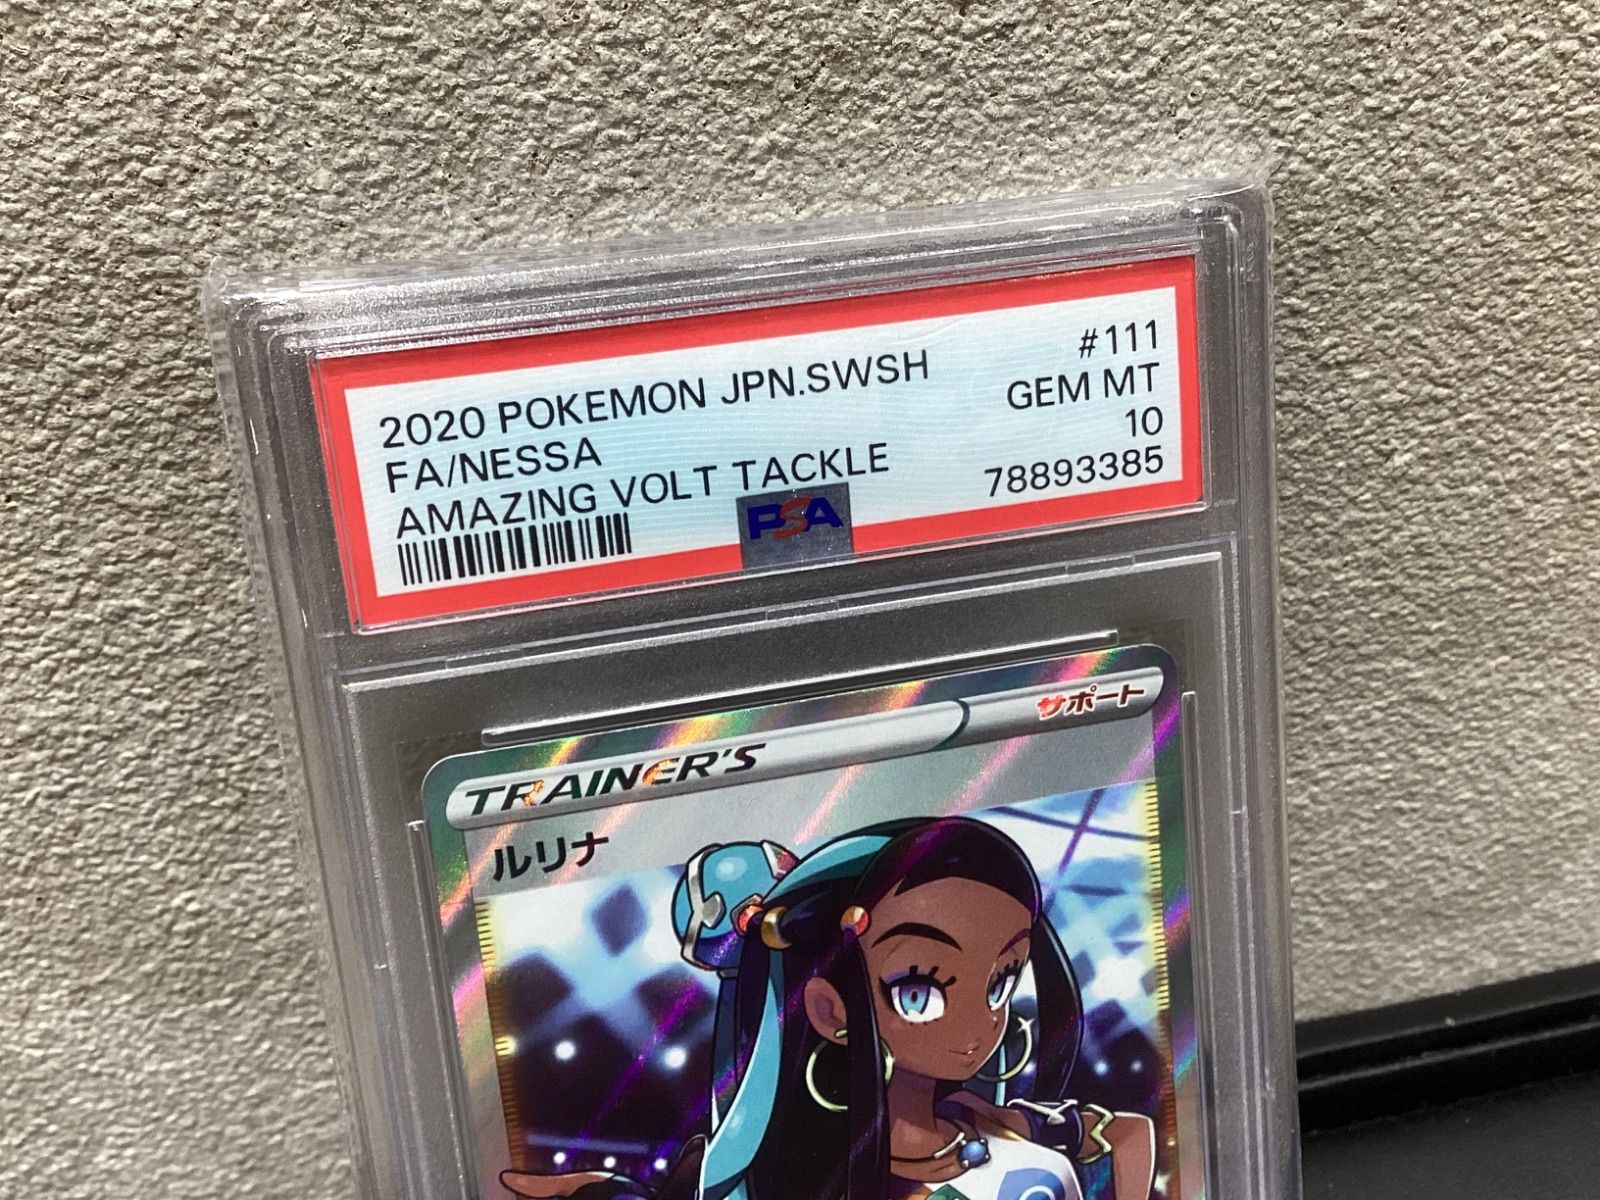 2020 POKEMON JPN.SWSH
FA/NESSA
AMAZING VOLT TACKLE
#111
GEM MT
10
78893385
PSA
TRAINER'S
サポート
ルリナ